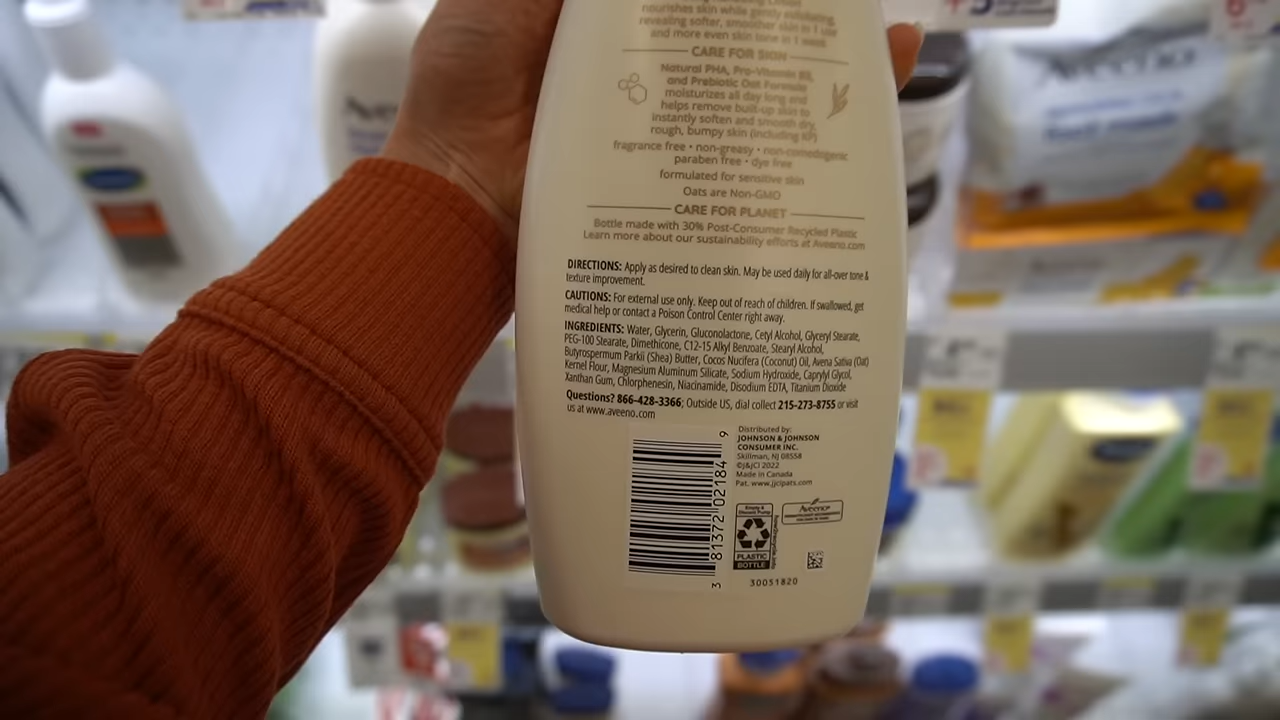 nourishes skin while gently exfoliating,
revealing softer, smoother skin in 1 use
and more even skin tone in 1 week.
CARE FOR SKIN
Natural PHA, Pro-Vitamin B5,
and Prebiotic Oat Formula
moisturizes all day long and
helps remove built-up skin to
instantly soften and smooth dry,
rough, bumpy skin (including KP)
fragrance free • non-greasy • non-comedogenic
paraben free • dye free
formulated for sensitive skin
Oats are Non-GMO
CARE FOR PLANET
Bottle made with 30% Post-Consumer Recycled Plastic
Learn more about our sustainability efforts at Aveeno.com
DIRECTIONS: Apply as desired to clean skin. May be used daily for all-over tone &
texture improvement.
CAUTIONS: For external use only. Keep out of reach of children. If swallowed, get
medical help or contact a Poison Control Center right away.
INGREDIENTS: Water, Glycerin, Gluconolactone, Cetyl Alcohol, Glyceryl Stearate,
PEG-100 Stearate, Dimethicone, C12-15 Alkyl Benzoate, Stearyl Alcohol,
Butyrospermum Parkii (Shea) Butter, Cocos Nucifera (Coconut) Oil, Avena Sativa (Oat)
Kernel Flour, Magnesium Aluminum Silicate, Sodium Hydroxide, Caprylyl Glycol,
Xanthan Gum, Chlorphenesin, Niacinamide, Disodium EDTA, Titanium Dioxide
Questions? 866-428-3366; Outside US, dial collect 215-273-8755 or visit
us at www.aveeno.com
3 81372 02184 9
Distributed by:
JOHNSON & JOHNSON
CONSUMER INC.
Skillman, NJ 08558
©J&JCI 2022
Made in Canada
Pat. www.jjcipats.com
PLASTIC
BOTTLE
Aveeno
30051820
Aveeno